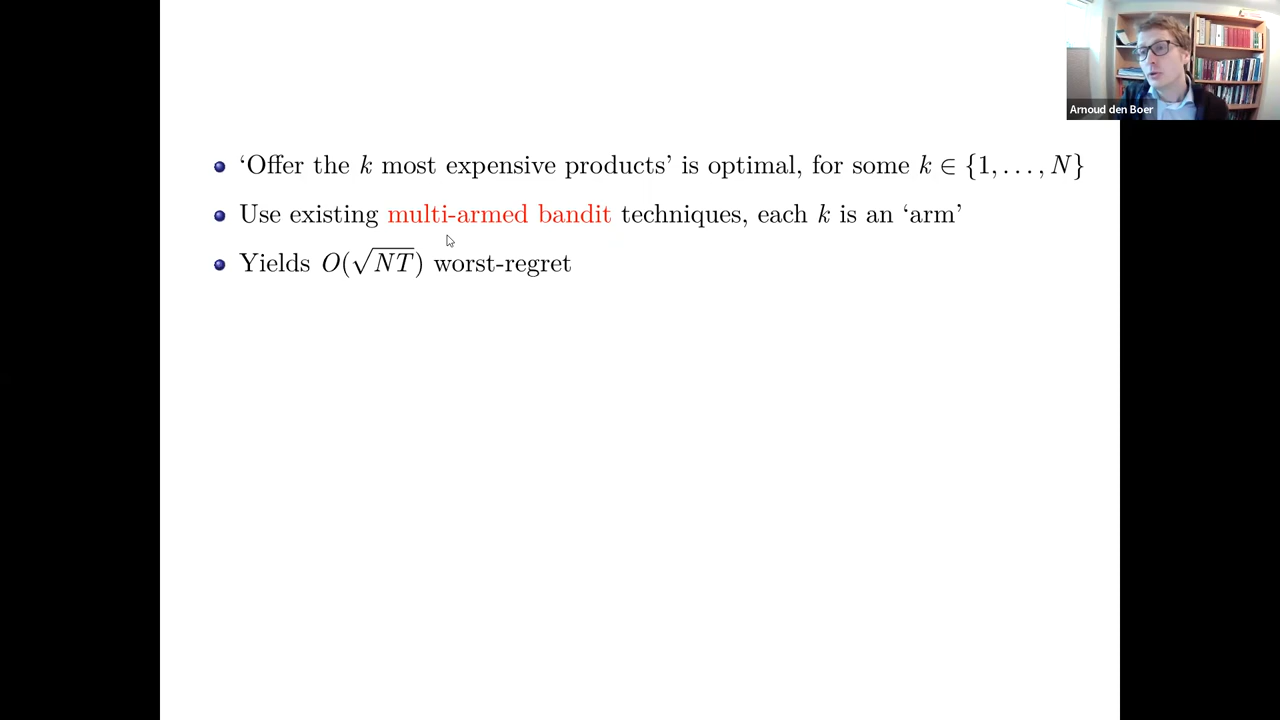 Arnoud den Boer
‘Offer the k most expensive products’ is optimal, for some k ∈ {1, . . . , N}
Use existing multi-armed bandit techniques, each k is an ‘arm’
Yields O(√NT) worst-regret